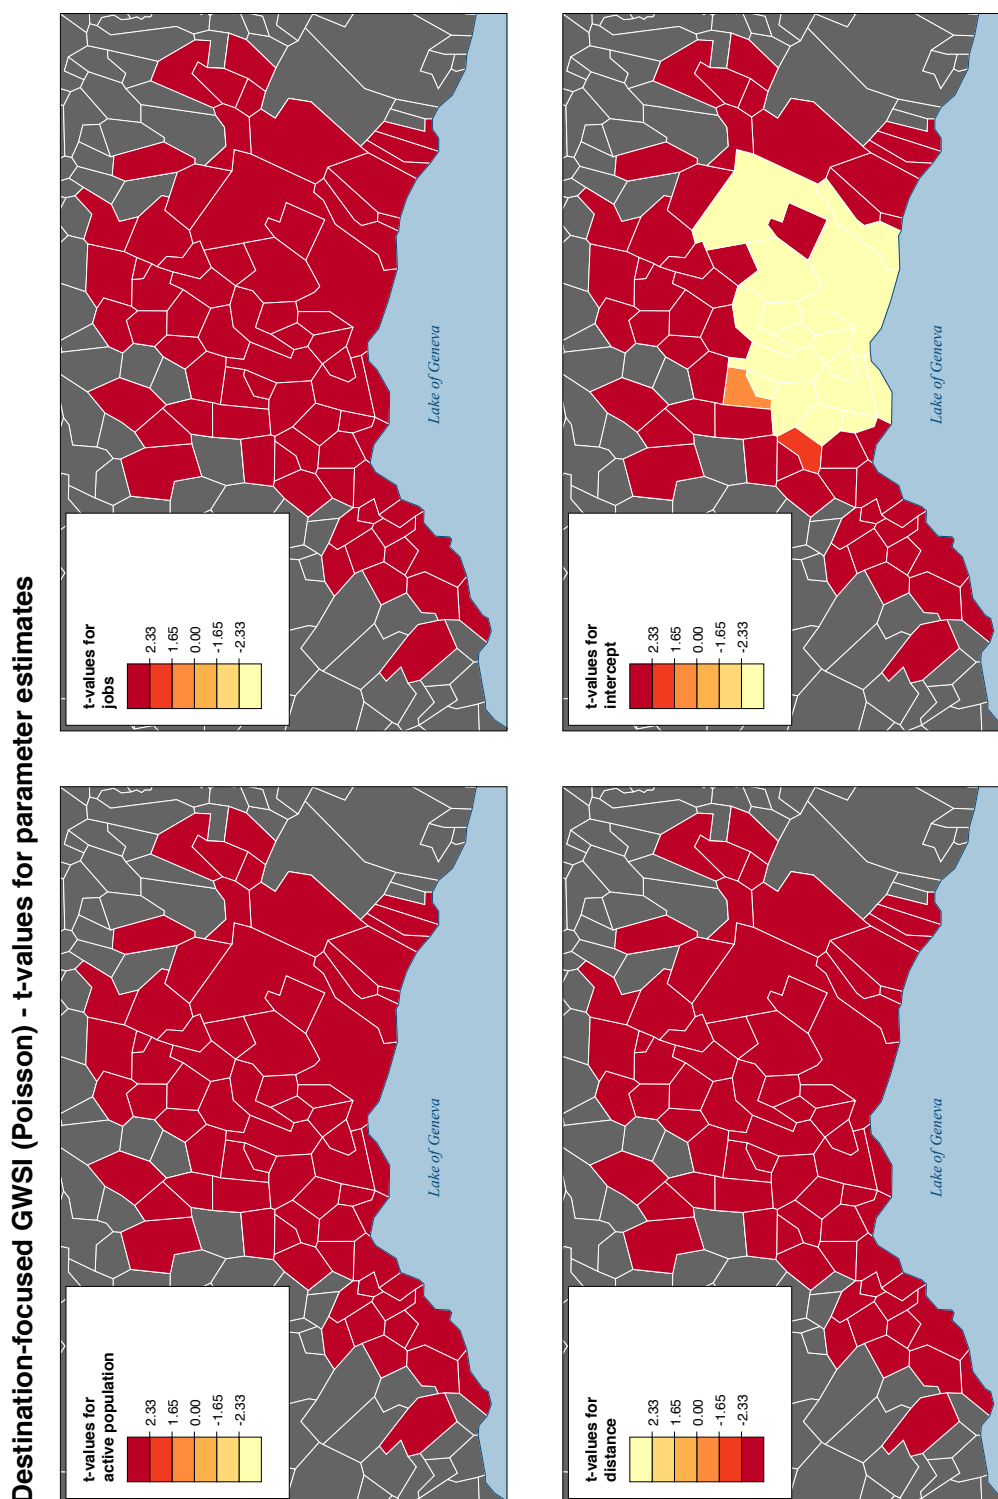 Destination-focused GWSI (Poisson) - t-values for parameter estimates
t-values for
active population
2.33
1.65
0.00
-1.65
-2.33
Lake of Geneva
t-values for
jobs
2.33
1.65
0.00
-1.65
-2.33
Lake of Geneva
t-values for
distance
2.33
1.65
0.00
-1.65
-2.33
Lake of Geneva
t-values for
intercept
2.33
1.65
0.00
-1.65
-2.33
Lake of Geneva